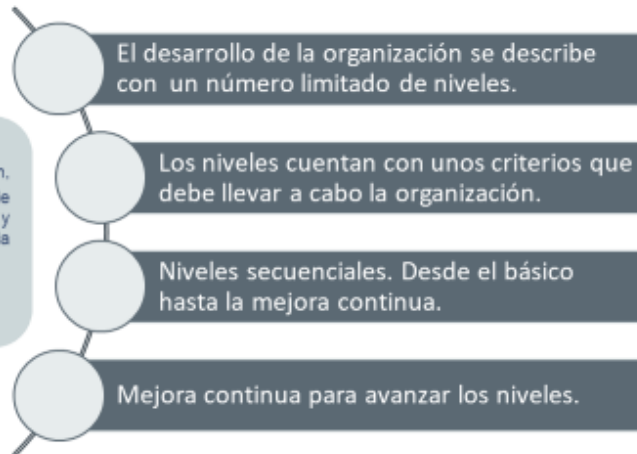 El desarrollo de la organización se describe
con un número limitado de niveles.
Los niveles cuentan con unos criterios que
debe llevar a cabo la organización.
Niveles secuenciales. Desde el básico
hasta la mejora continua.
Mejora continua para avanzar los niveles.
y